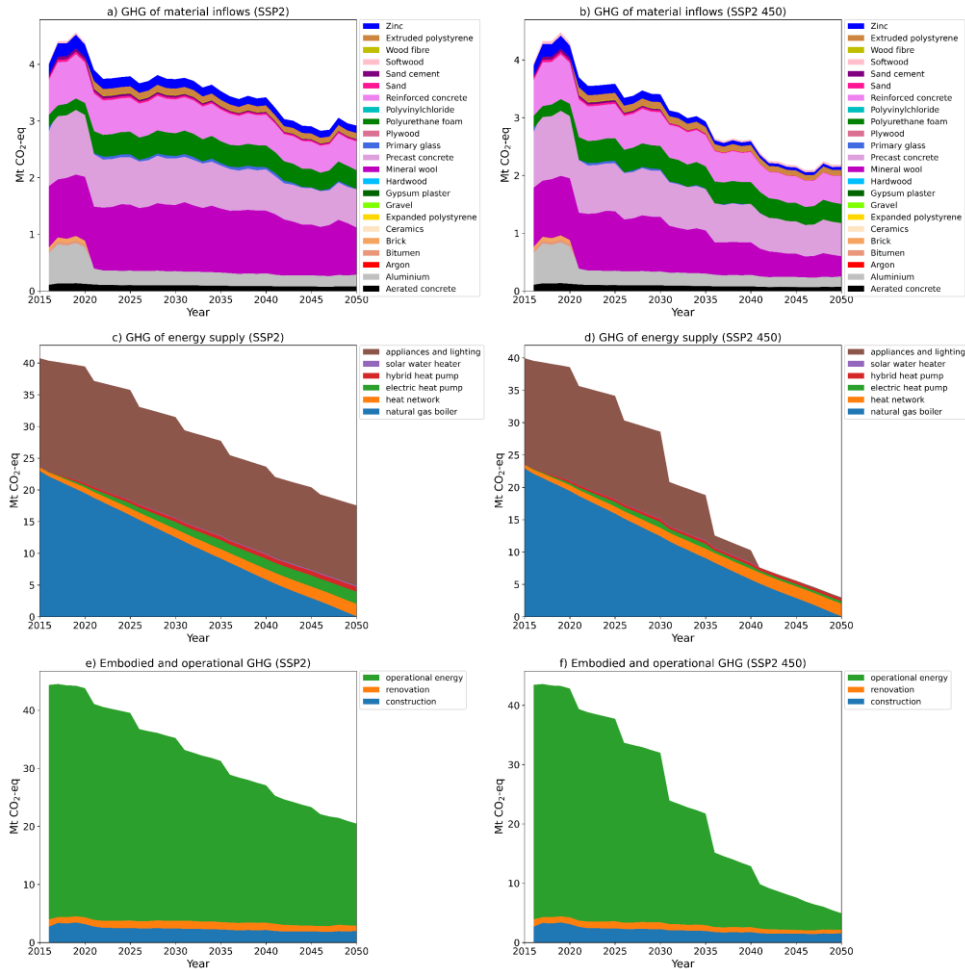 a) GHG of material inflows (SSP2)
Mt CO₂-eq
4
3
2
1
0
2015 2020 2025 2030 2035 2040 2045 2050
Year
Zinc
Extruded polystyrene
Wood fibre
Softwood
Sand cement
Sand
Reinforced concrete
Polyvinylchloride
Polyurethane foam
Plywood
Primary glass
Precast concrete
Mineral wool
Hardwood
Gypsum plaster
Gravel
Expanded polystyrene
Ceramics
Brick
Bitumen
Argon
Aluminium
Aerated concrete
b) GHG of material inflows (SSP2 450)
Mt CO₂-eq
4
3
2
1
0
2015 2020 2025 2030 2035 2040 2045 2050
Year
Zinc
Extruded polystyrene
Wood fibre
Softwood
Sand cement
Sand
Reinforced concrete
Polyvinylchloride
Polyurethane foam
Plywood
Primary glass
Precast concrete
Mineral wool
Hardwood
Gypsum plaster
Gravel
Expanded polystyrene
Ceramics
Brick
Bitumen
Argon
Aluminium
Aerated concrete
c) GHG of energy supply (SSP2)
Mt CO₂-eq
40
35
30
25
20
15
10
5
0
2015 2020 2025 2030 2035 2040 2045 2050
Year
appliances and lighting
solar water heater
hybrid heat pump
electric heat pump
heat network
natural gas boiler
d) GHG of energy supply (SSP2 450)
Mt CO₂-eq
40
35
30
25
20
15
10
5
0
2015 2020 2025 2030 2035 2040 2045 2050
Year
appliances and lighting
solar water heater
hybrid heat pump
electric heat pump
heat network
natural gas boiler
e) Embodied and operational GHG (SSP2)
Mt CO₂-eq
40
30
20
10
0
2015 2020 2025 2030 2035 2040 2045 2050
Year
operational energy
renovation
construction
f) Embodied and operational GHG (SSP2 450)
Mt CO₂-eq
40
30
20
10
0
2015 2020 2025 2030 2035 2040 2045 2050
Year
operational energy
renovation
construction